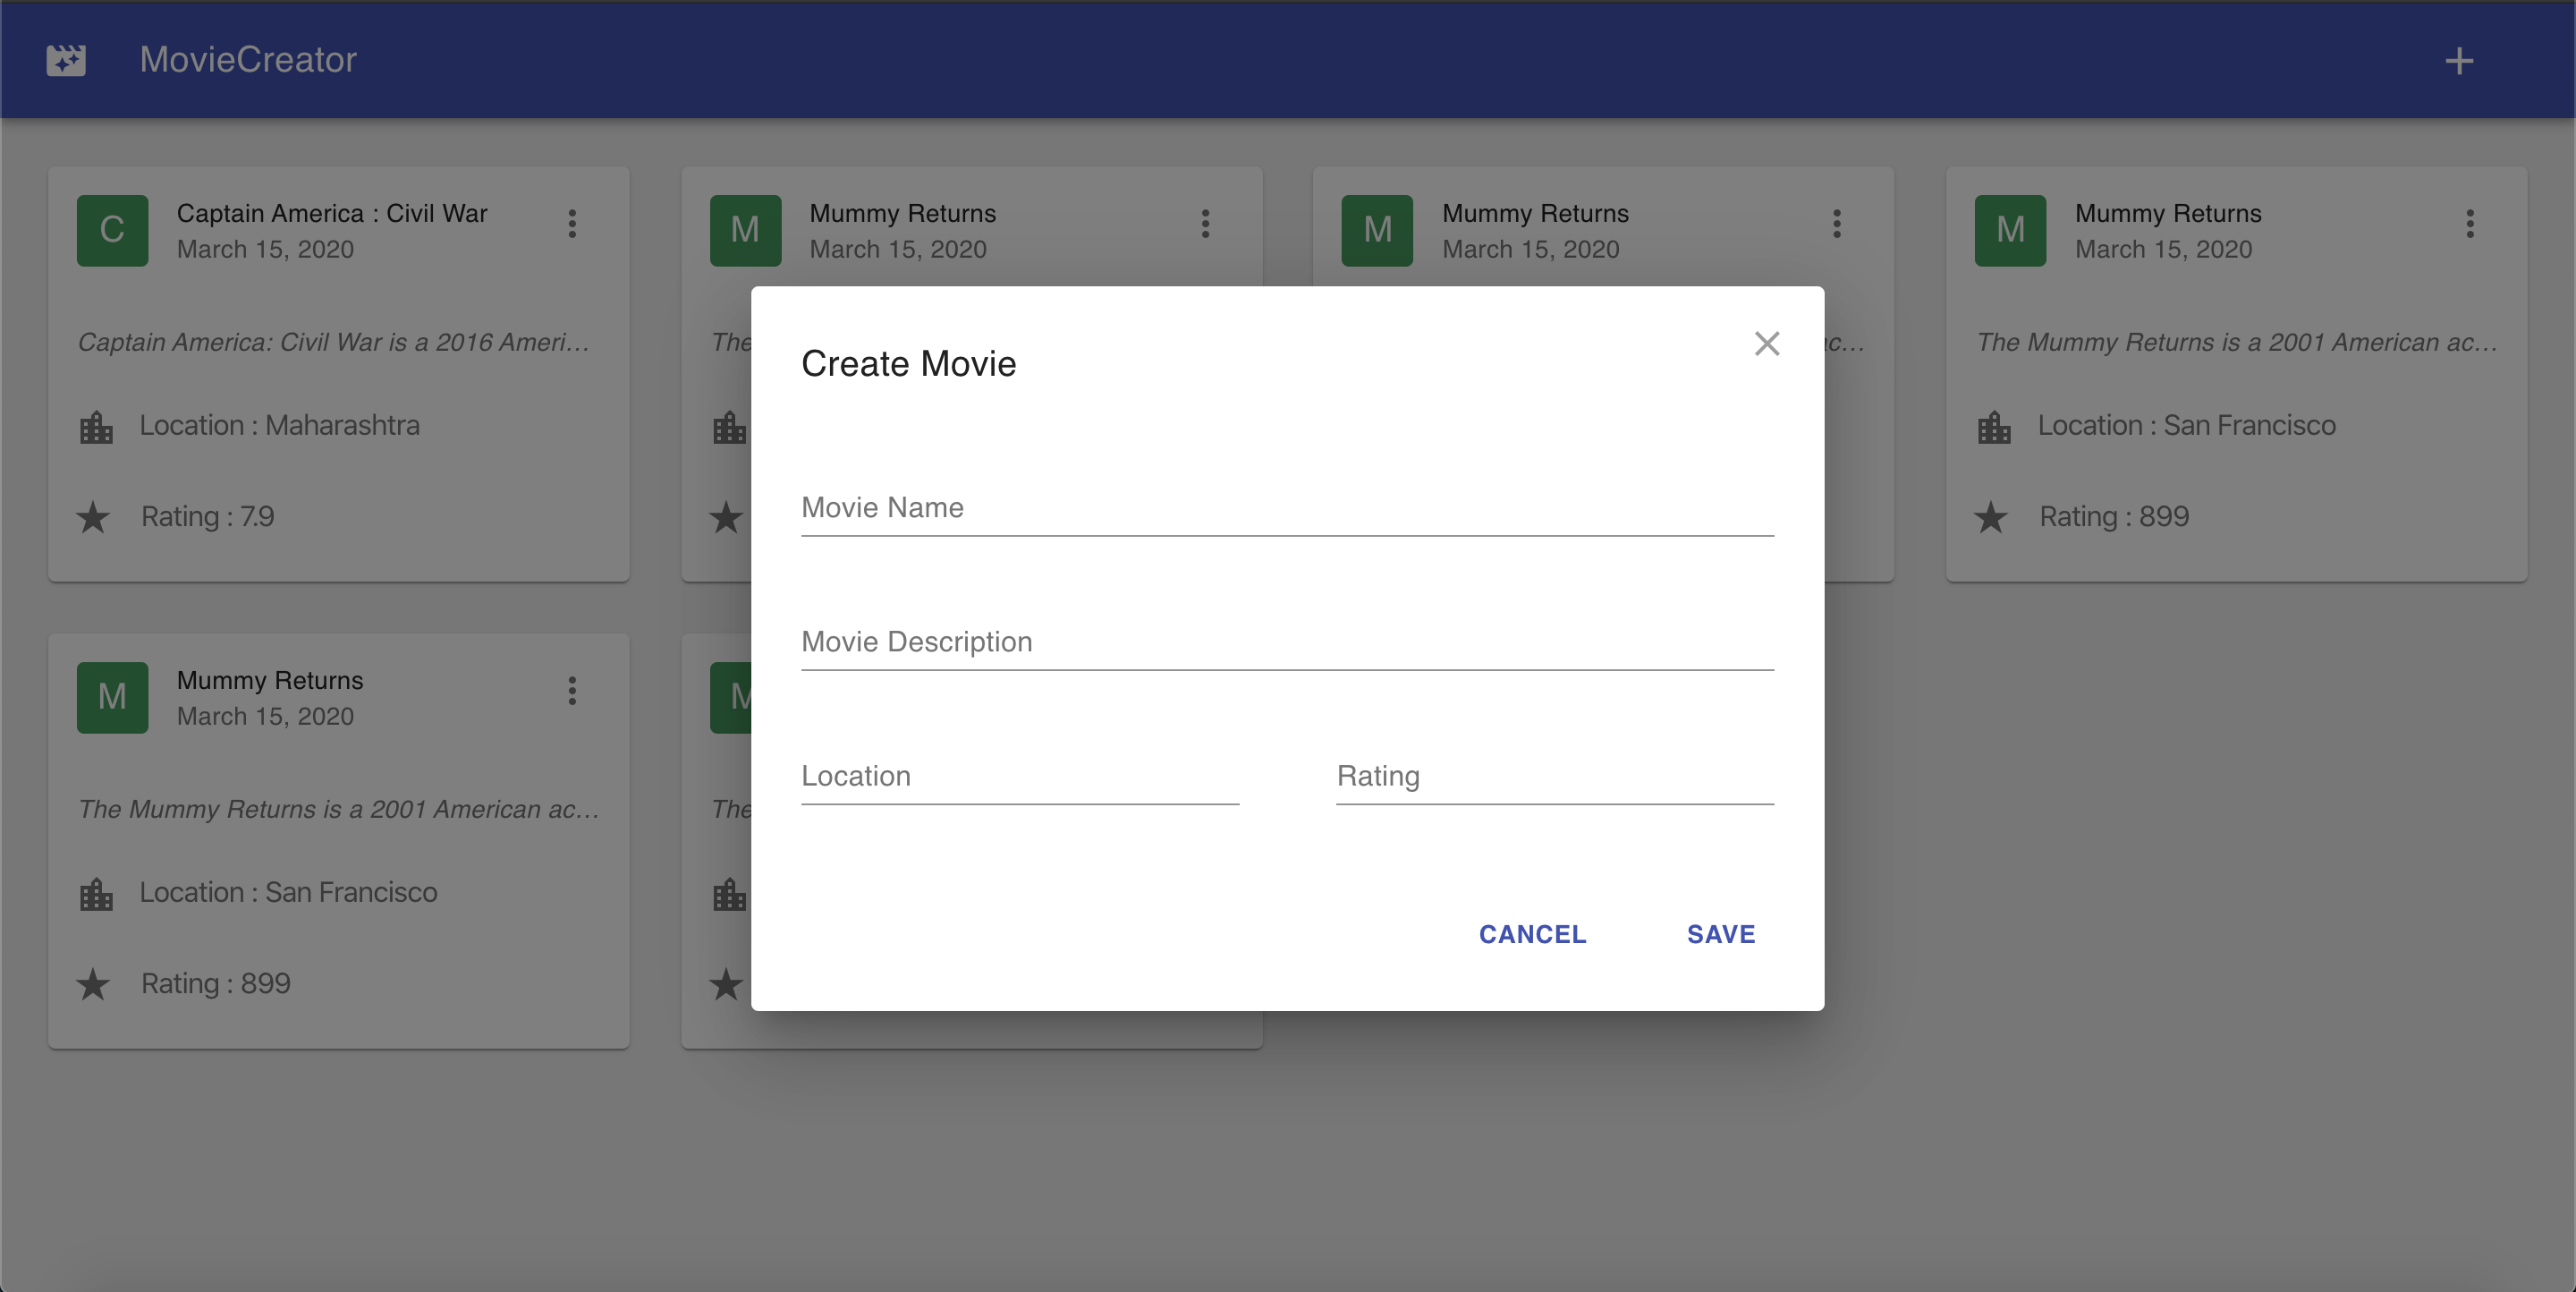 MovieCreator
C
Captain America : Civil War
March 15, 2020
Captain America: Civil War is a 2016 Ameri...
Location : Maharashtra
Rating : 7.9
M
Mummy Returns
March 15, 2020
The
M
Mummy Returns
March 15, 2020
ac...
M
Mummy Returns
March 15, 2020
The Mummy Returns is a 2001 American ac...
Location : San Francisco
Rating : 899
M
Mummy Returns
March 15, 2020
The Mummy Returns is a 2001 American ac...
Location : San Francisco
Rating : 899
M
The
Create Movie
Movie Name
Movie Description
Location
Rating
CANCEL
SAVE